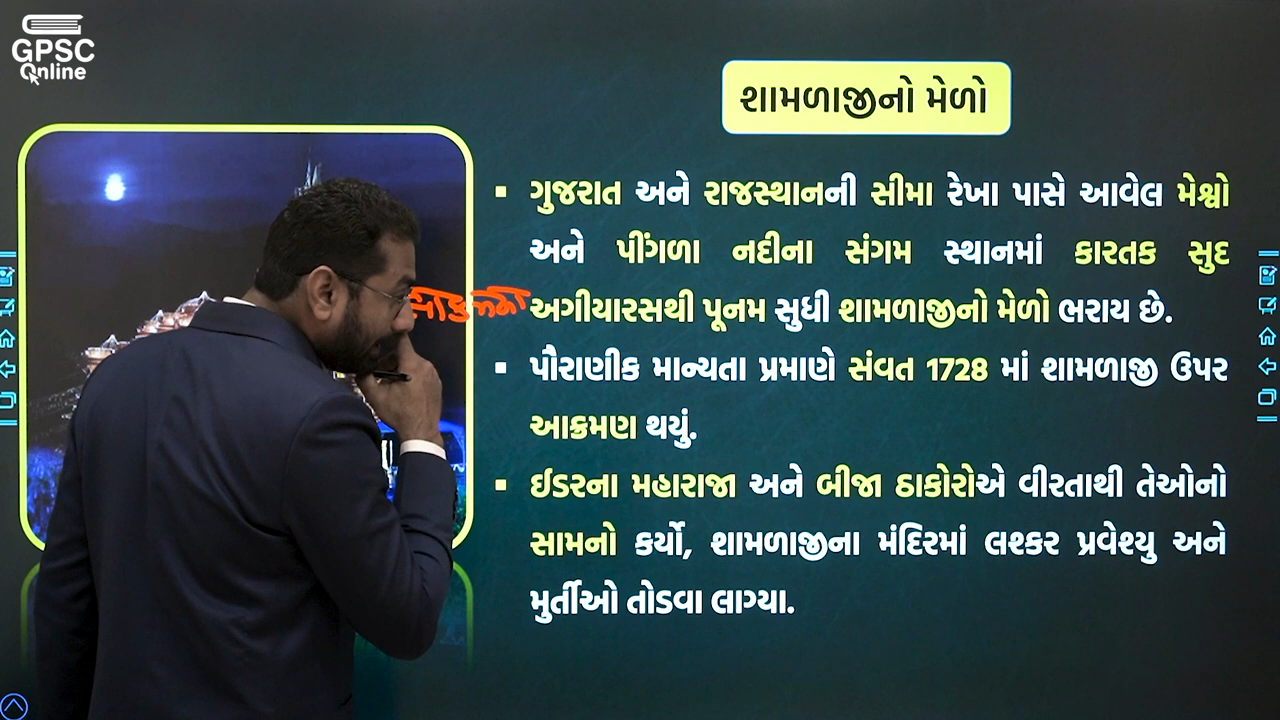 GPSC
Online
શામળાજીનો મેળો
▪ ગુજરાત અને રાજસ્થાનની સીમા રેખા પાસે આવેલ મેશ્વો
અને પીંગળા નદીના સંગમ સ્થાનમાં કારતક સુદ
અગીયારસથી પૂનમ સુધી શામળાજીનો મેળો ભરાય છે.
▪ પૌરાણીક માન્યતા પ્રમાણે સંવત 1728 માં શામળાજી ઉપર
આક્રમણ થયું.
▪ ઈડરના મહારાજા અને બીજા ઠાકોરોએ વીરતાથી તેઓનો
સામનો કર્યો, શામળાજીના મંદિરમાં લશ્કર પ્રવેશ્યુ અને
મુર્તીઓ તોડવા લાગ્યા.